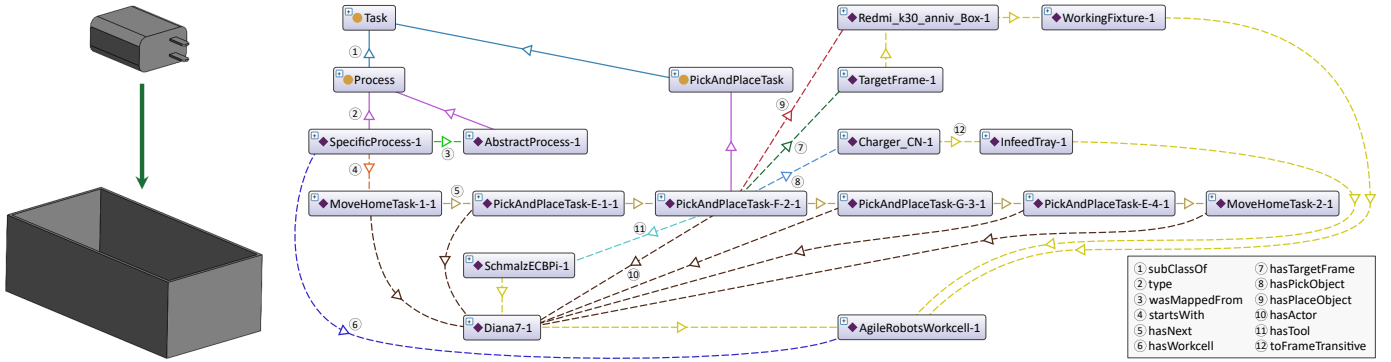 Task
Redmi_k30_anniv_Box-1
WorkingFixture-1
①
Process
PickAndPlaceTask
TargetFrame-1
⑨
②
SpecificProcess-1
③
AbstractProcess-1
⑦
Charger_CN-1
⑫
InfeedTray-1
④
⑧
MoveHomeTask-1-1
⑤
PickAndPlaceTask-E-1-1
PickAndPlaceTask-F-2-1
PickAndPlaceTask-G-3-1
PickAndPlaceTask-E-4-1
MoveHomeTask-2-1
⑪
SchmalzECBPi-1
⑩
⑥
Diana7-1
AgileRobotsWorkcell-1
① subClassOf
② type
③ wasMappedFrom
④ startsWith
⑤ hasNext
⑥ hasWorkcell
⑦ hasTargetFrame
⑧ hasPickObject
⑨ hasPlaceObject
⑩ hasActor
⑪ hasTool
⑫ toFrameTransitive